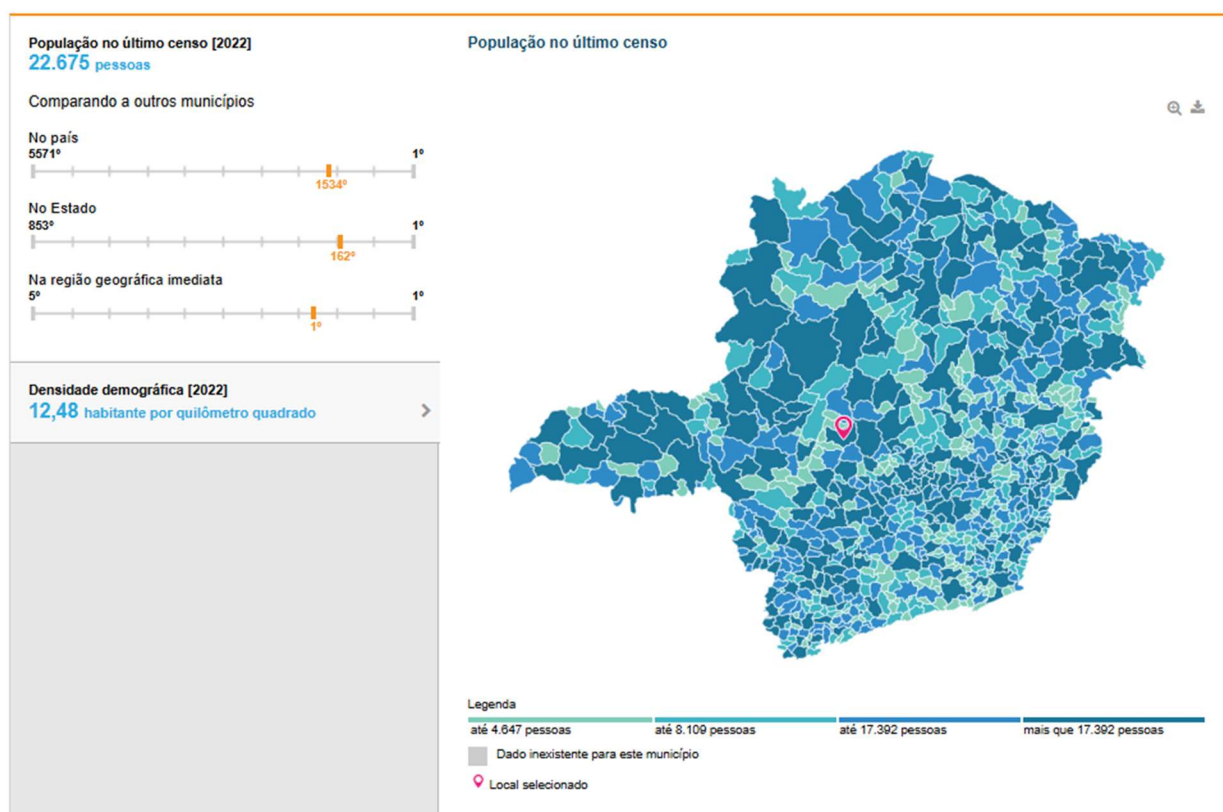 População no último censo [2022]
22.675 pessoas
Comparando a outros municípios
No país
5571º 1º
1534º
No Estado
853º 1º
162º
Na região geográfica imediata
5º 1º
1º
Densidade demográfica [2022]
12,48 habitante por quilômetro quadrado
População no último censo
Legenda
até 4.647 pessoas até 8.109 pessoas até 17.392 pessoas mais que 17.392 pessoas
Dado inexistente para este município
Local selecionado